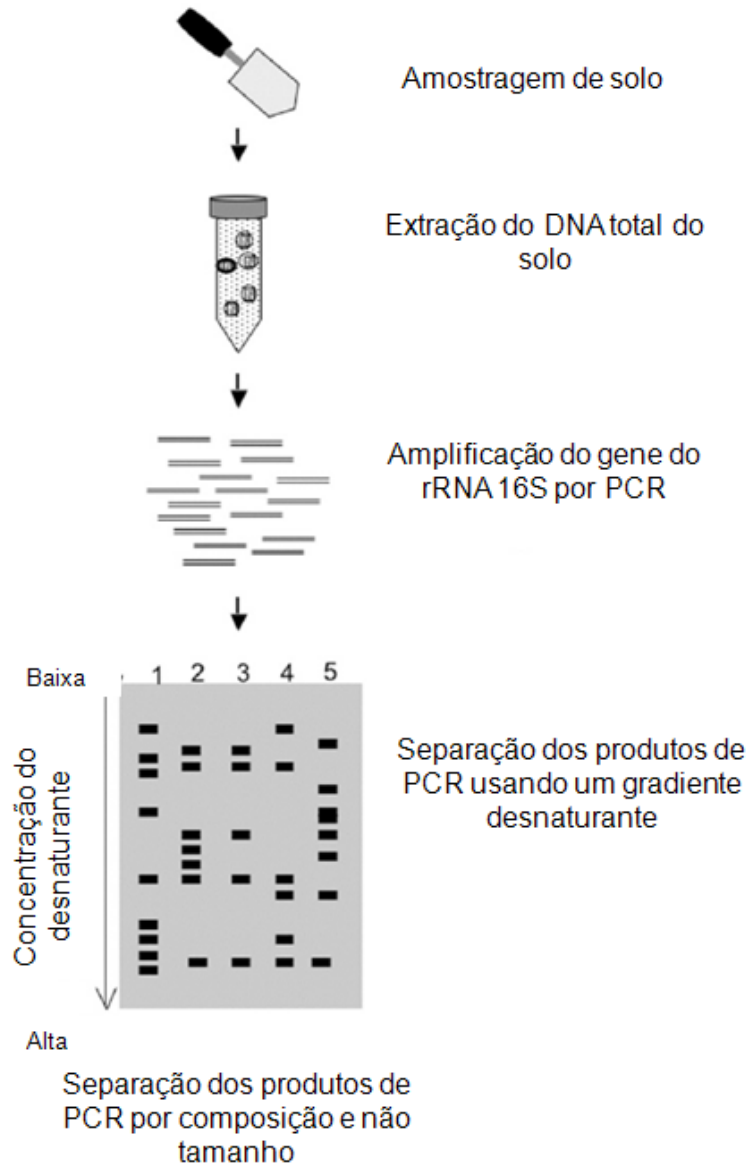 Amostragem de solo
Extração do DNA total do
solo
Amplificação do gene do
rRNA 16S por PCR
Baixa
1 2 3 4 5
Concentração do
desnaturante
Separação dos produtos de
PCR usando um gradiente
desnaturante
Alta
Separação dos produtos de
PCR por composição e não
tamanho